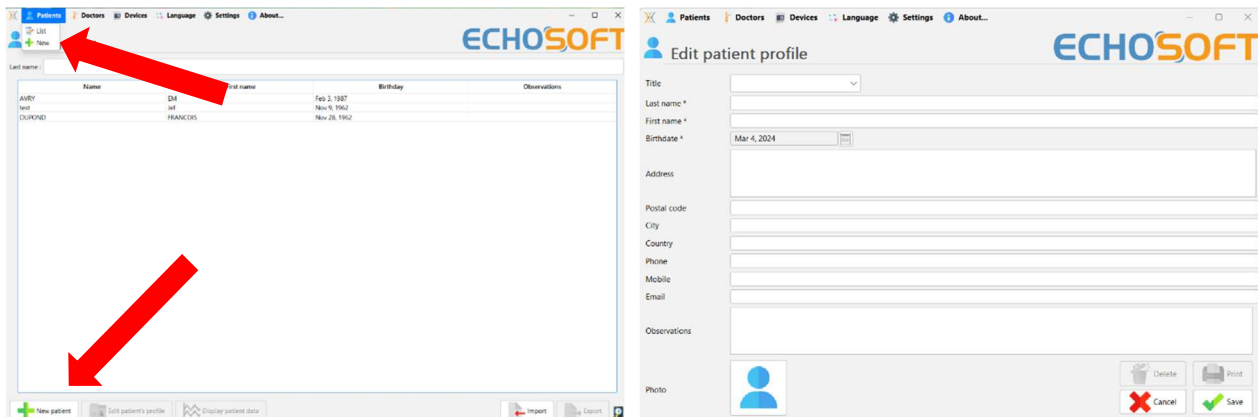 Patients Doctors Devices Language Settings About...
List
New
ECHOSOFT
Last name :
Name First name Birthday Observations
AVRY EM Feb 3, 1987
test Jef Nov 9, 1962
DUPOND FRANCOIS Nov 28, 1962
New patient Edit patient's profile Display patient data Import Export
Patients Doctors Devices Language Settings About...
Edit patient profile
ECHOSOFT
Title
Last name *
First name *
Birthdate * Mar 4, 2024
Address
Postal code
City
Country
Phone
Mobile
Email
Observations
Photo
Delete Print
Cancel Save